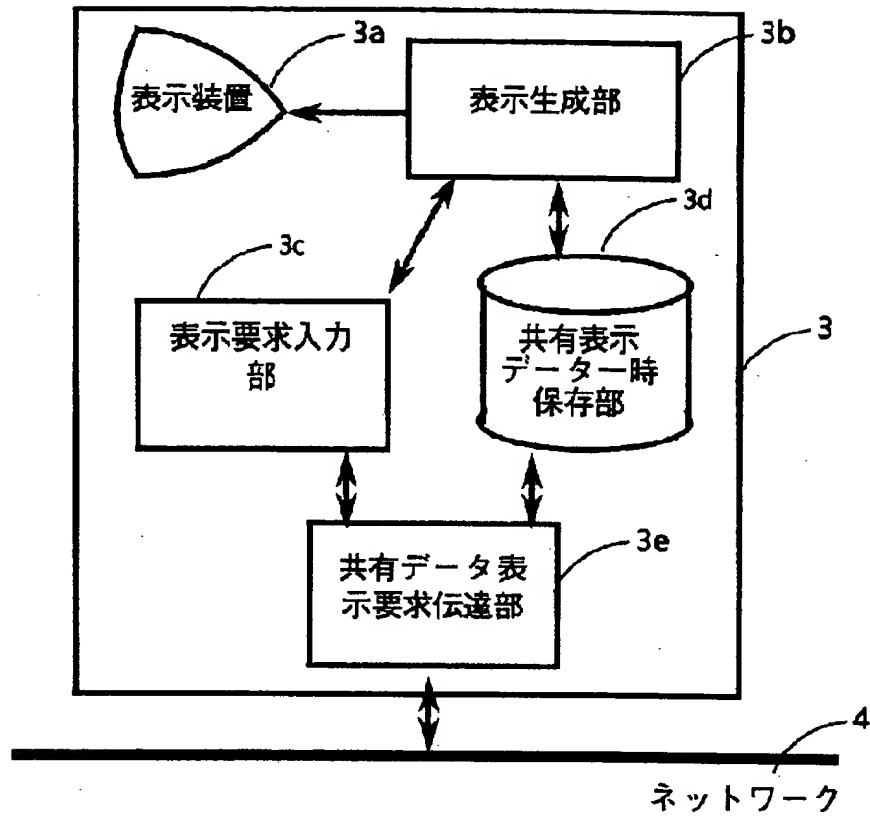 3a
3b
表示装置
表示生成部
3d
3c
表示要求入力
部
共有表示
データ一時
保存部
3
3e
共有データ表
示要求伝達部
4
ネットワーク